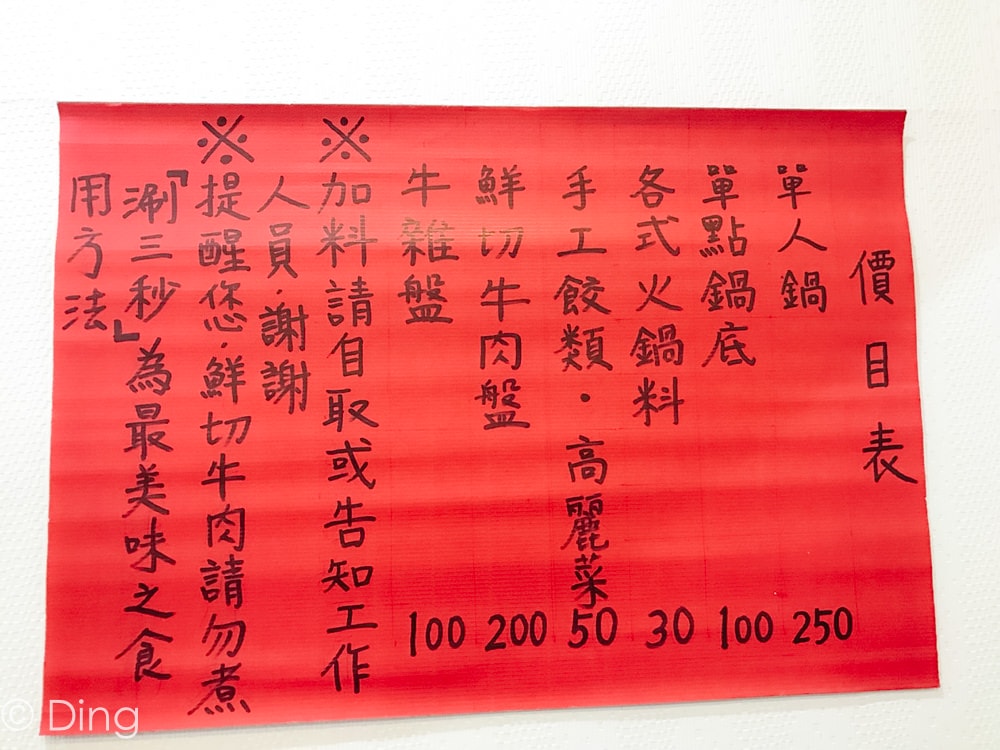 價目表
單人鍋 250
單點鍋底 100
各式火鍋料 30
手工餃類·高麗菜 50
鮮切牛肉盤 200
牛雜盤 100
※加料請自取或告知工作
人員·謝謝
※提醒您·鮮切牛肉請勿煮
「涮三秒」為最美味之食
用方法
© Ding